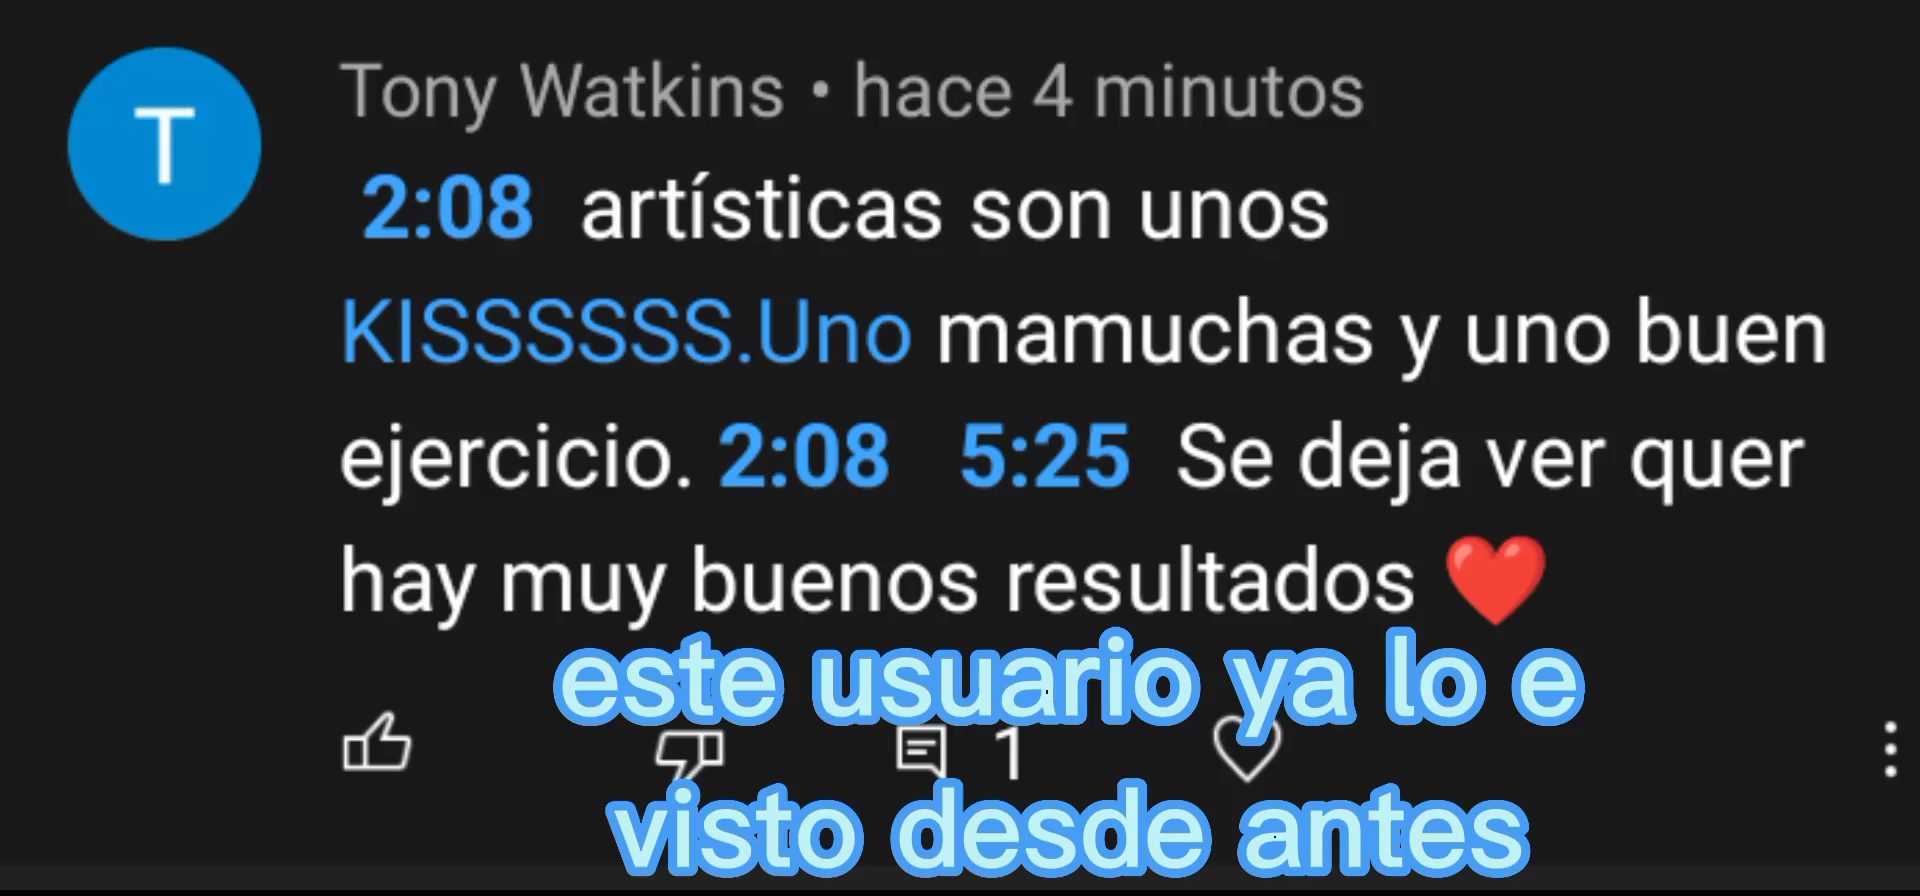 T
Tony Watkins • hace 4 minutos
2:08 artísticas son unos
KISSSSSS.Uno mamuchas y uno buen
ejercicio. 2:08 5:25 Se deja ver quer
hay muy buenos resultados ❤️
este usuario ya lo e
1
visto desde antes